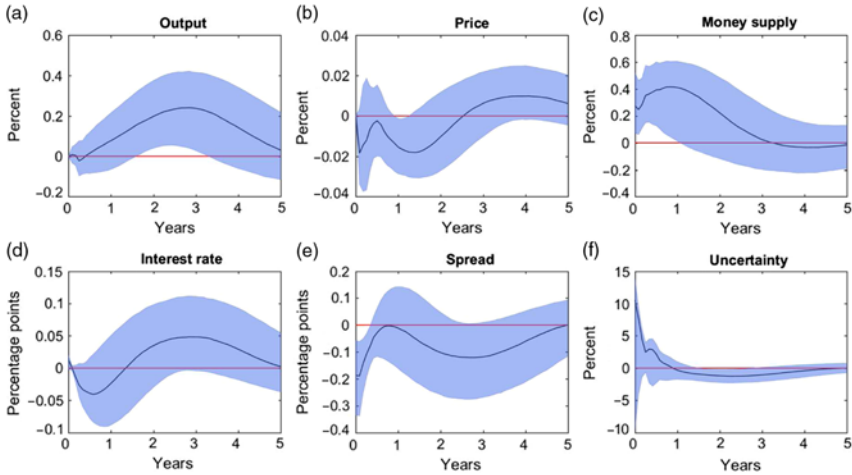 (a)
Output
0.6
0.4
0.2
0
-0.2
Percent
0 1 2 3 4 5
Years
(b)
Price
0.04
0.02
0
-0.02
-0.04
Percent
0 1 2 3 4 5
Years
(c)
Money supply
0.8
0.6
0.4
0.2
0
-0.2
-0.4
Percent
0 1 2 3 4 5
Years
(d)
Interest rate
0.15
0.1
0.05
0
-0.05
-0.1
Percentage points
0 1 2 3 4 5
Years
(e)
Spread
0.2
0.1
0
-0.1
-0.2
-0.3
-0.4
Percentage points
0 1 2 3 4 5
Years
(f)
Uncertainty
15
10
5
0
-5
-10
Percent
0 1 2 3 4 5
Years